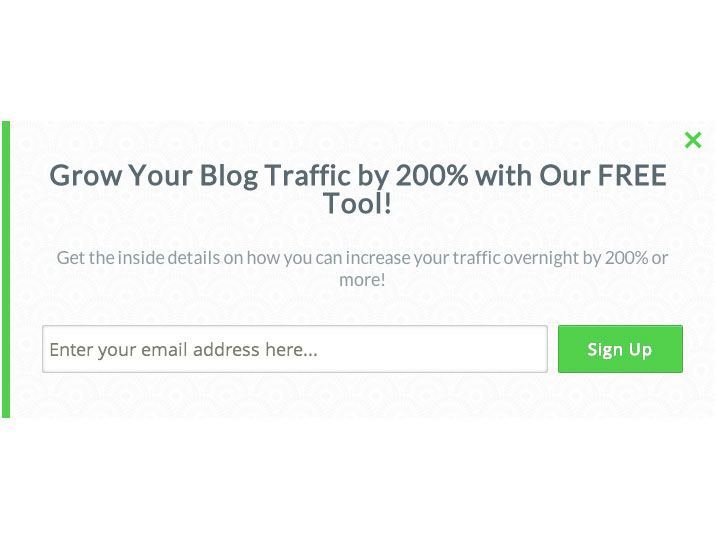 Grow Your Blog Traffic by 200% with Our FREE
Tool!
Get the inside details on how you can increase your traffic overnight by 200% or
more!
Enter your email address here...
Sign Up